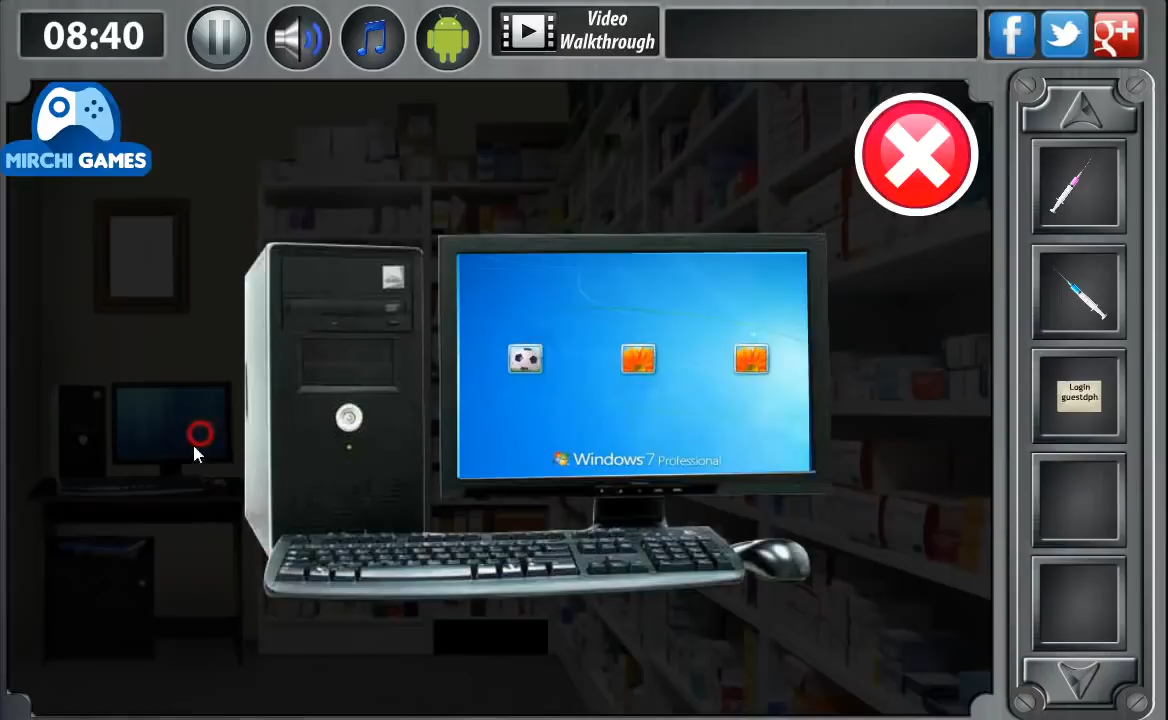 08:40
Video
Walkthrough
f
g+
MIRCHI GAMES
Login
guestdph
Windows 7 Professional